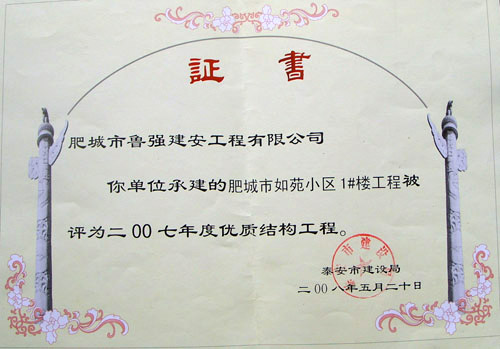 証書
肥城市鲁强建安工程有限公司
你单位承建的肥城市如苑小区1#楼工程被
评为二00七年度优质结构工程。
泰安市建设局
二00八年五月二十日